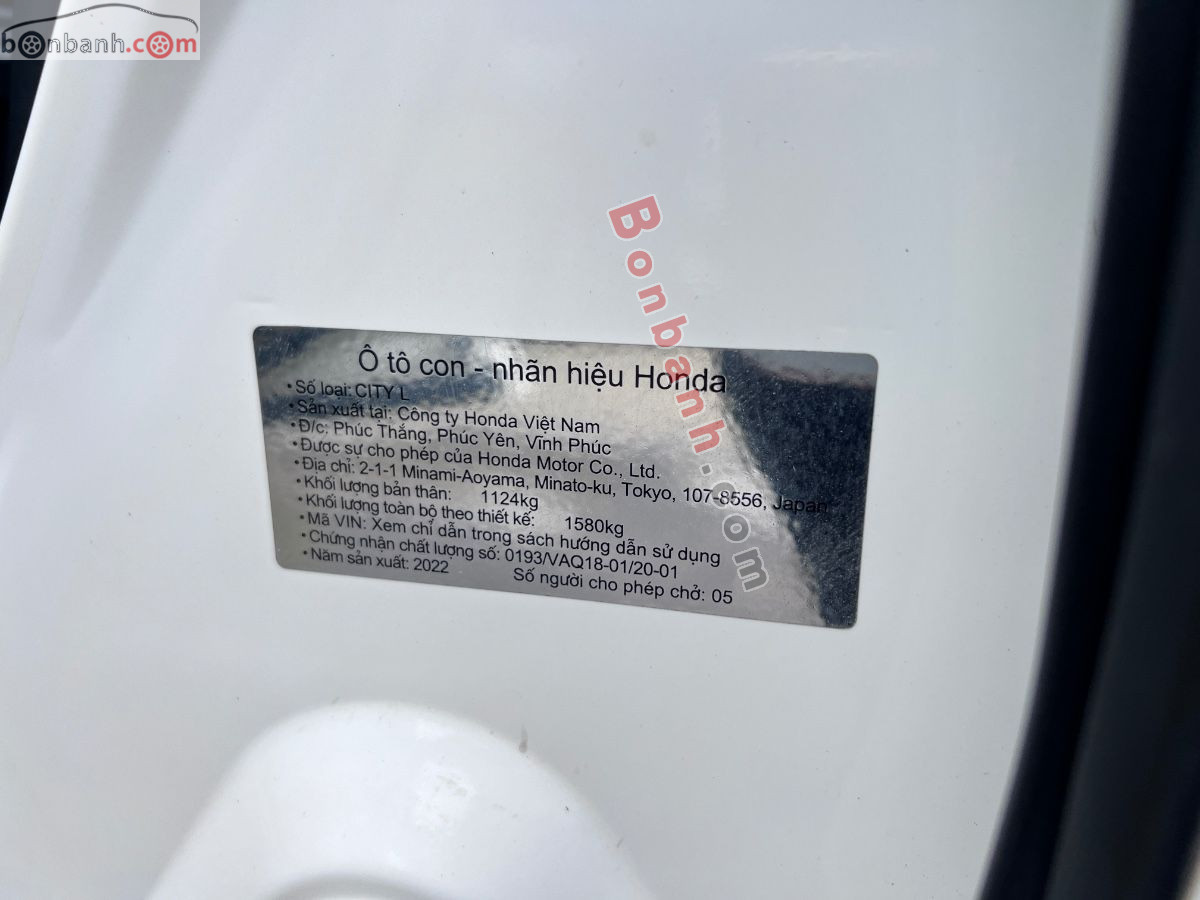 bonbanh.com
Bonbanh.com
Ô tô con - nhãn hiệu Honda
• Số loại: CITY L
• Sản xuất tại: Công ty Honda Việt Nam
• Đ/c: Phúc Thắng, Phúc Yên, Vĩnh Phúc
• Được sự cho phép của Honda Motor Co., Ltd.
• Địa chỉ: 2-1-1 Minami-Aoyama, Minato-ku, Tokyo, 107-8556, Japan
• Khối lượng bản thân: 1124kg
• Khối lượng toàn bộ theo thiết kế: 1580kg
• Mã VIN: Xem chỉ dẫn trong sách hướng dẫn sử dụng
• Chứng nhận chất lượng số: 0193/VAQ18-01/20-01
• Năm sản xuất: 2022 Số người cho phép chở: 05